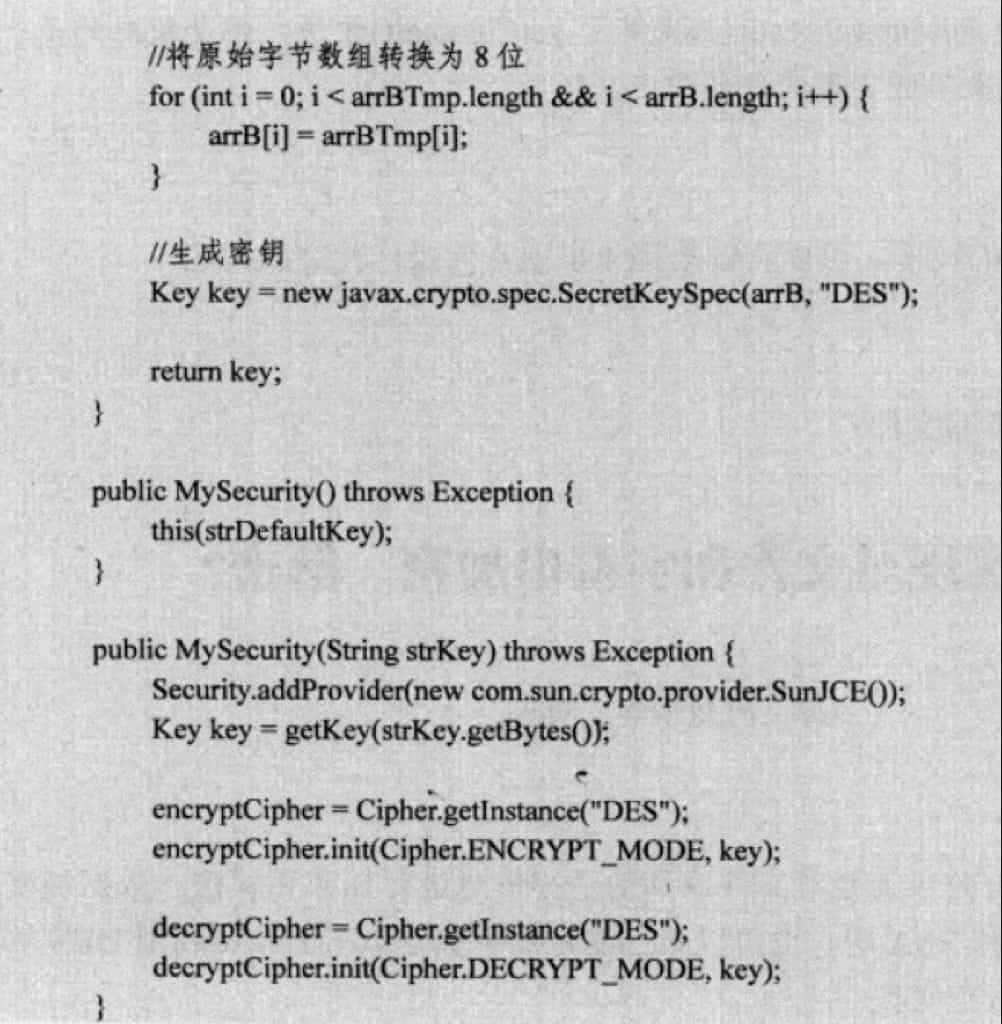 //将原始字节数组转换为 8 位
for (int i = 0; i < arrBTmp.length && i < arrB.length; i++) {
arrB[i] = arrBTmp[i];
}
//生成密钥
Key key = new javax.crypto.spec.SecretKeySpec(arrB, "DES");
return key;
}
public MySecurity() throws Exception {
this(strDefaultKey);
}
public MySecurity(String strKey) throws Exception {
Security.addProvider(new com.sun.crypto.provider.SunJCE());
Key key = getKey(strKey.getBytes());
encryptCipher = Cipher.getInstance("DES");
encryptCipher.init(Cipher.ENCRYPT_MODE, key);
decryptCipher = Cipher.getInstance("DES");
decryptCipher.init(Cipher.DECRYPT_MODE, key);
}